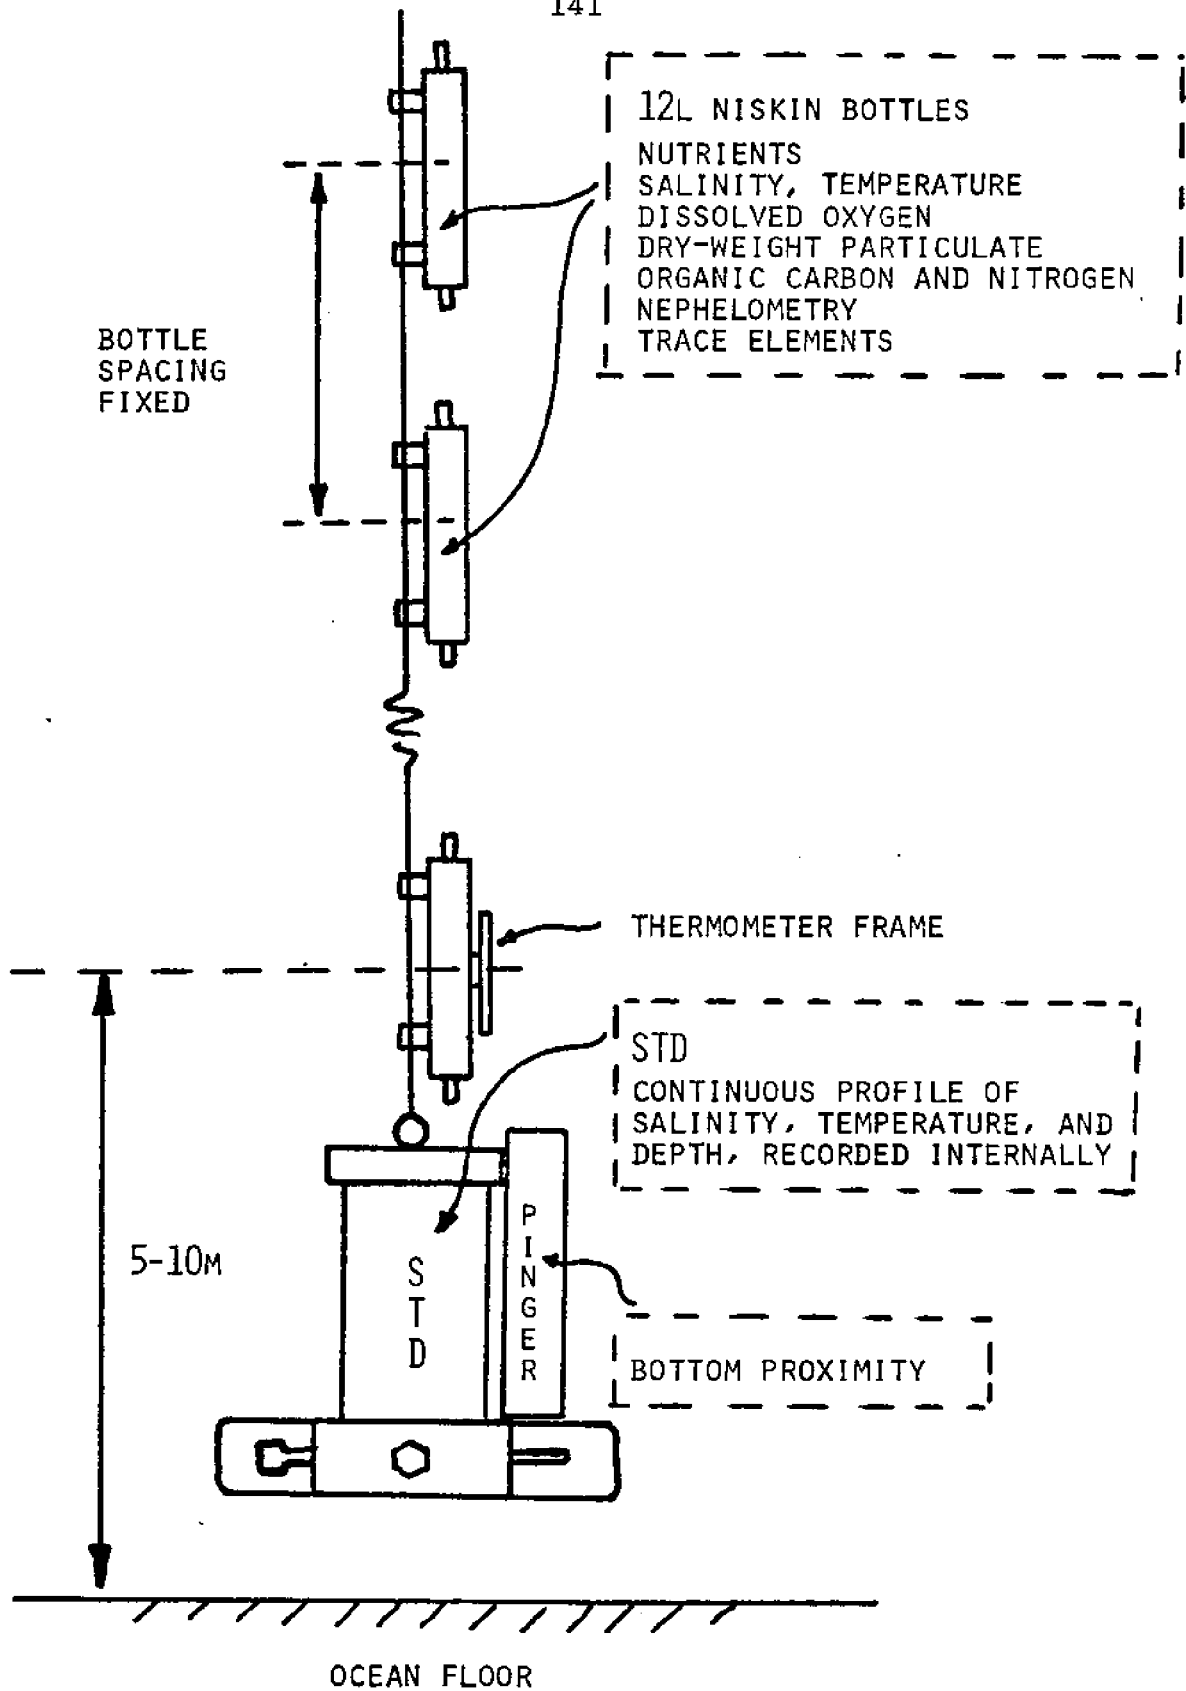 141
12L NISKIN BOTTLES
NUTRIENTS
SALINITY, TEMPERATURE
DISSOLVED OXYGEN
DRY-WEIGHT PARTICULATE
ORGANIC CARBON AND NITROGEN
NEPHELOMETRY
TRACE ELEMENTS
BOTTLE
SPACING
FIXED
THERMOMETER FRAME
STD
CONTINUOUS PROFILE OF
SALINITY, TEMPERATURE, AND
DEPTH, RECORDED INTERNALLY
5-10M
STD
PINGER
BOTTOM PROXIMITY
OCEAN FLOOR